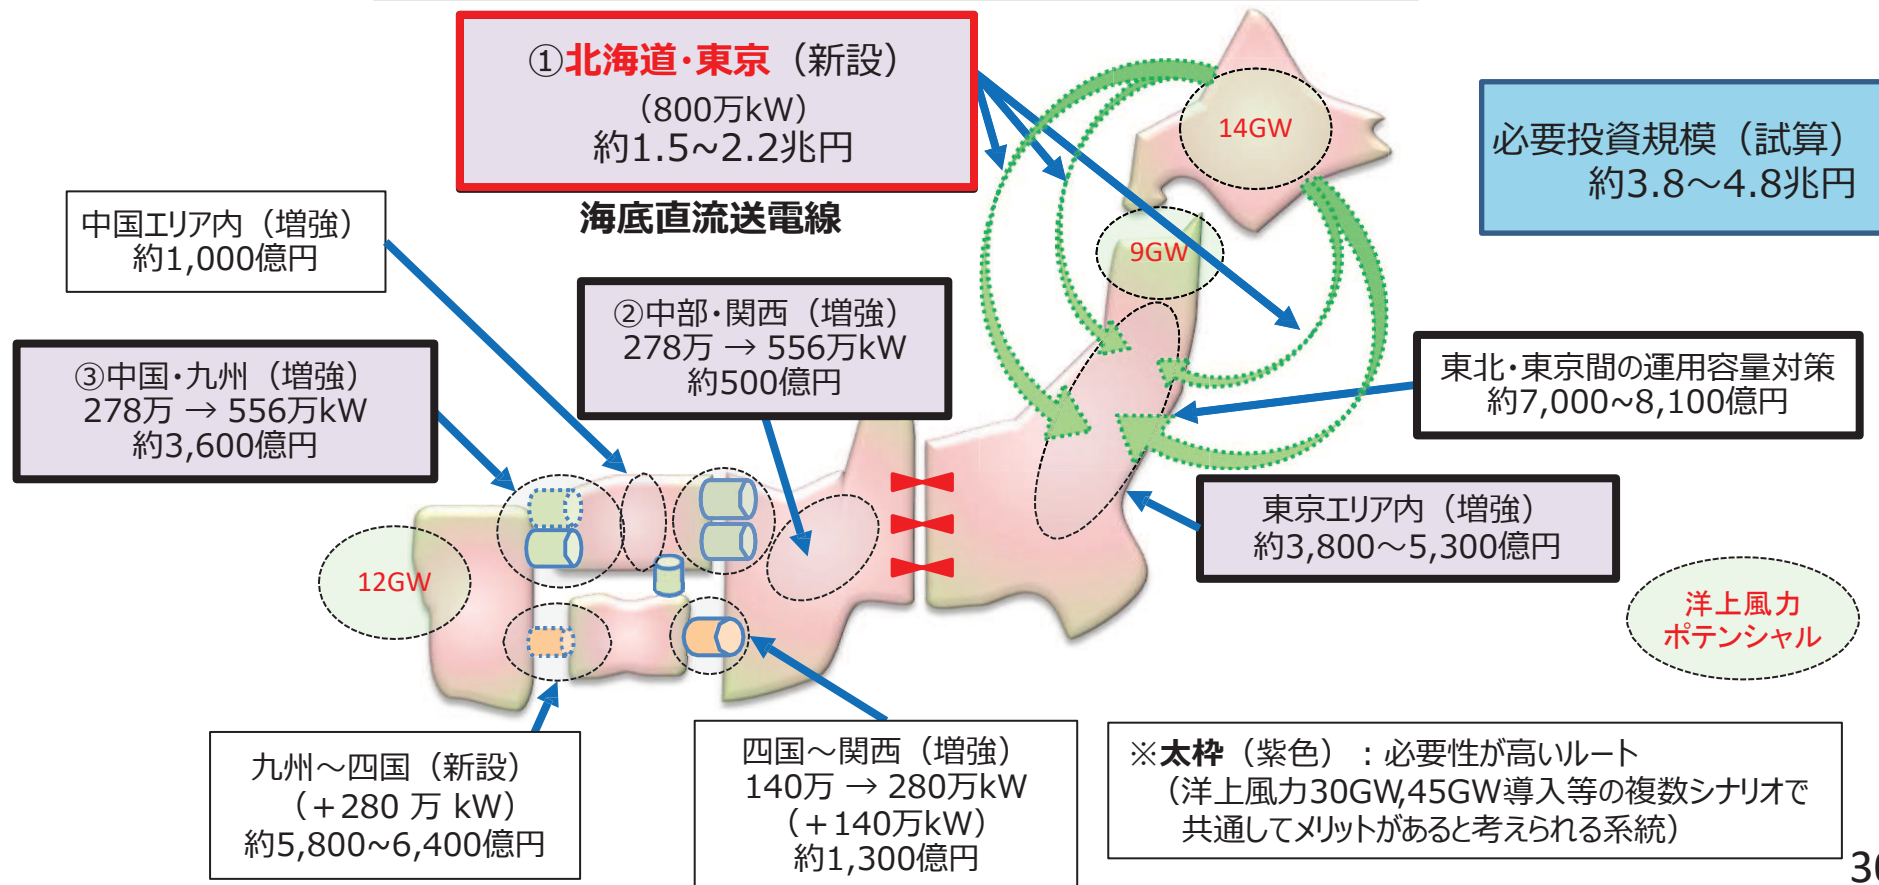 ①北海道・東京（新設）
（800万kW）
約1.5~2.2兆円
海底直流送電線
14GW
必要投資規模（試算）
約3.8～4.8兆円
中国エリア内（増強）
約1,000億円
9GW
②中部・関西（増強）
278万 → 556万kW
約500億円
③中国・九州（増強）
278万 → 556万kW
約3,600億円
東北・東京間の運用容量対策
約7,000~8,100億円
東京エリア内（増強）
約3,800～5,300億円
12GW
洋上風力
ポテンシャル
九州～四国（新設）
（＋280 万 kW）
約5,800~6,400億円
四国～関西（増強）
140万 → 280万kW
（＋140万kW）
約1,300億円
※太枠（紫色）：必要性が高いルート
（洋上風力30GW,45GW導入等の複数シナリオで
共通してメリットがあると考えられる系統）